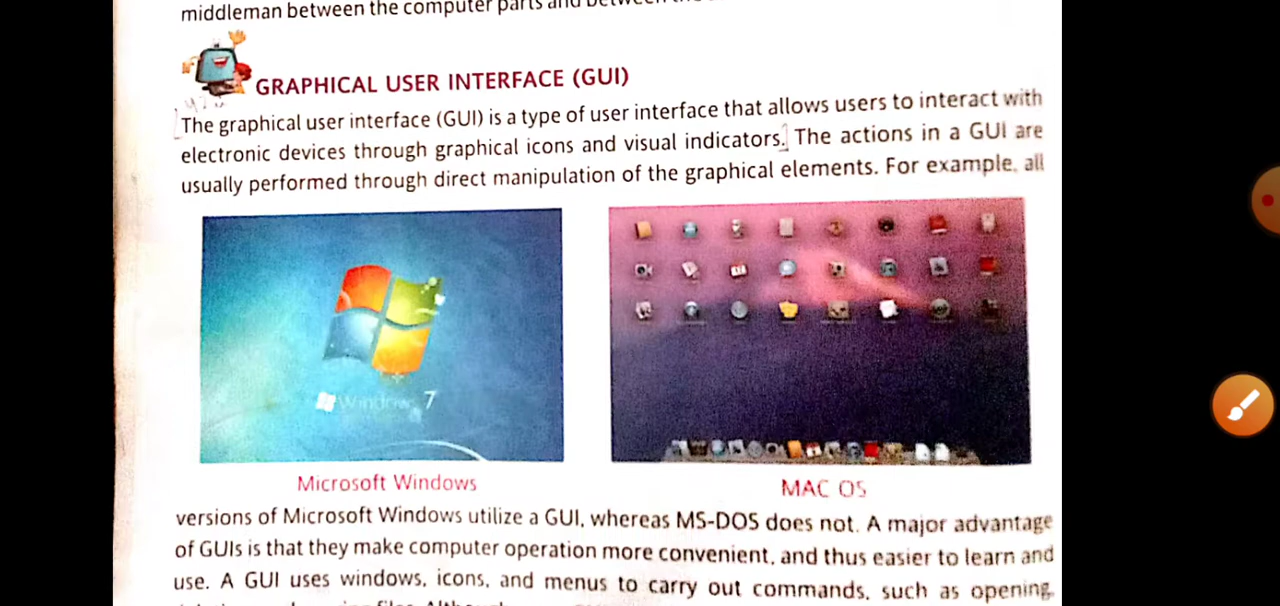 middleman between the computer parts and between the
GRAPHICAL USER INTERFACE (GUI)
The graphical user interface (GUI) is a type of user interface that allows users to interact with
electronic devices through graphical icons and visual indicators. The actions in a GUI are
usually performed through direct manipulation of the graphical elements. For example, all
Windows 7
Microsoft Windows
MAC OS
versions of Microsoft Windows utilize a GUI, whereas MS-DOS does not. A major advantage
of GUIs is that they make computer operation more convenient, and thus easier to learn and
use. A GUI uses windows, icons, and menus to carry out commands, such as opening,